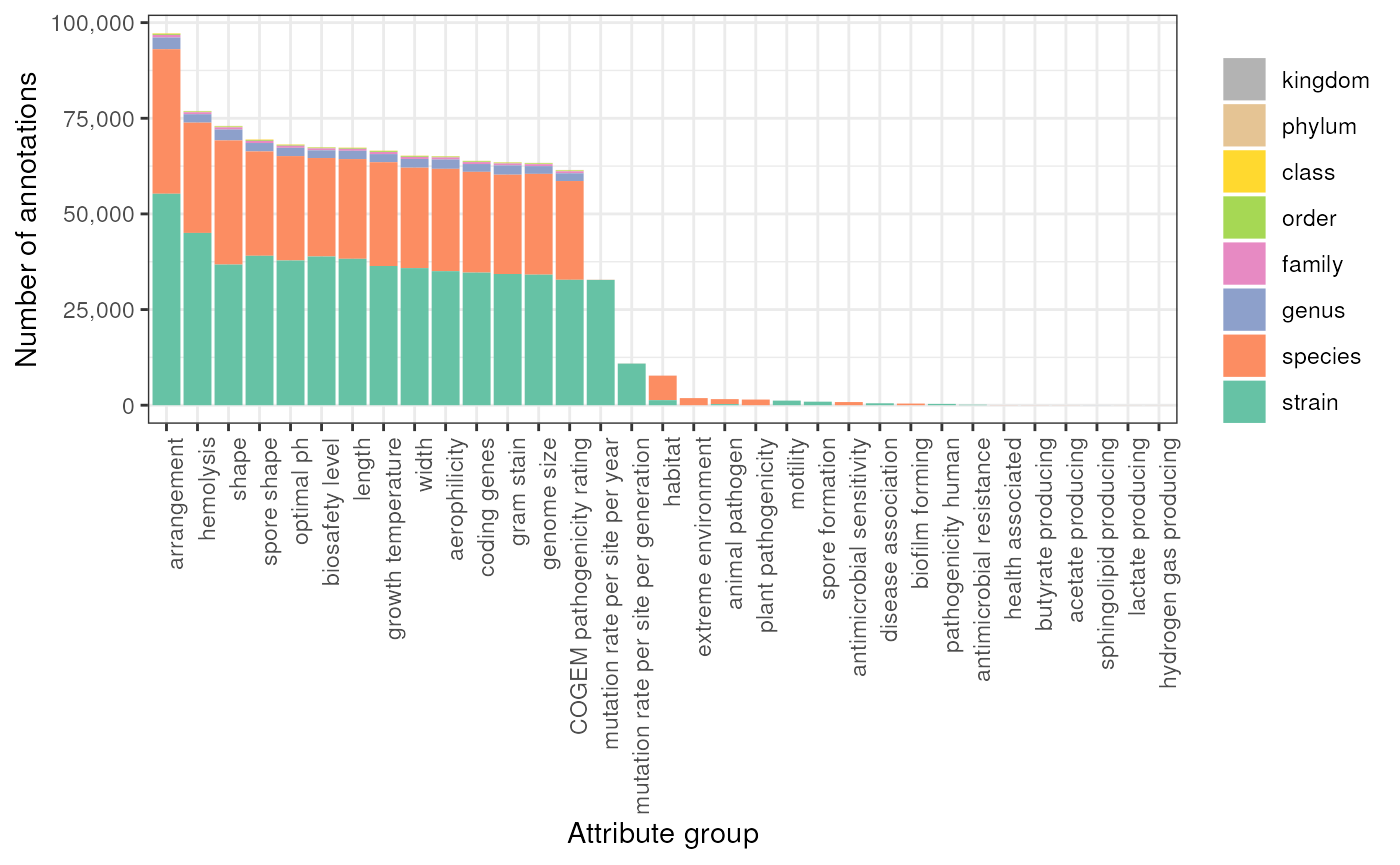 Number of annotations
100,000
75,000
50,000
25,000
0
arrangement
hemolysis
shape
spore shape
optimal ph
biosafety level
length
growth temperature
width
aerophilicity
coding genes
gram stain
genome size
COGEM pathogenicity rating
mutation rate per site per year
mutation rate per site per generation
habitat
extreme environment
animal pathogen
plant pathogenicity
motility
spore formation
antimicrobial sensitivity
disease association
biofilm forming
pathogenicity human
antimicrobial resistance
health associated
butyrate producing
acetate producing
sphingolipid producing
lactate producing
hydrogen gas producing
Attribute group
kingdom
phylum
class
order
family
genus
species
strain